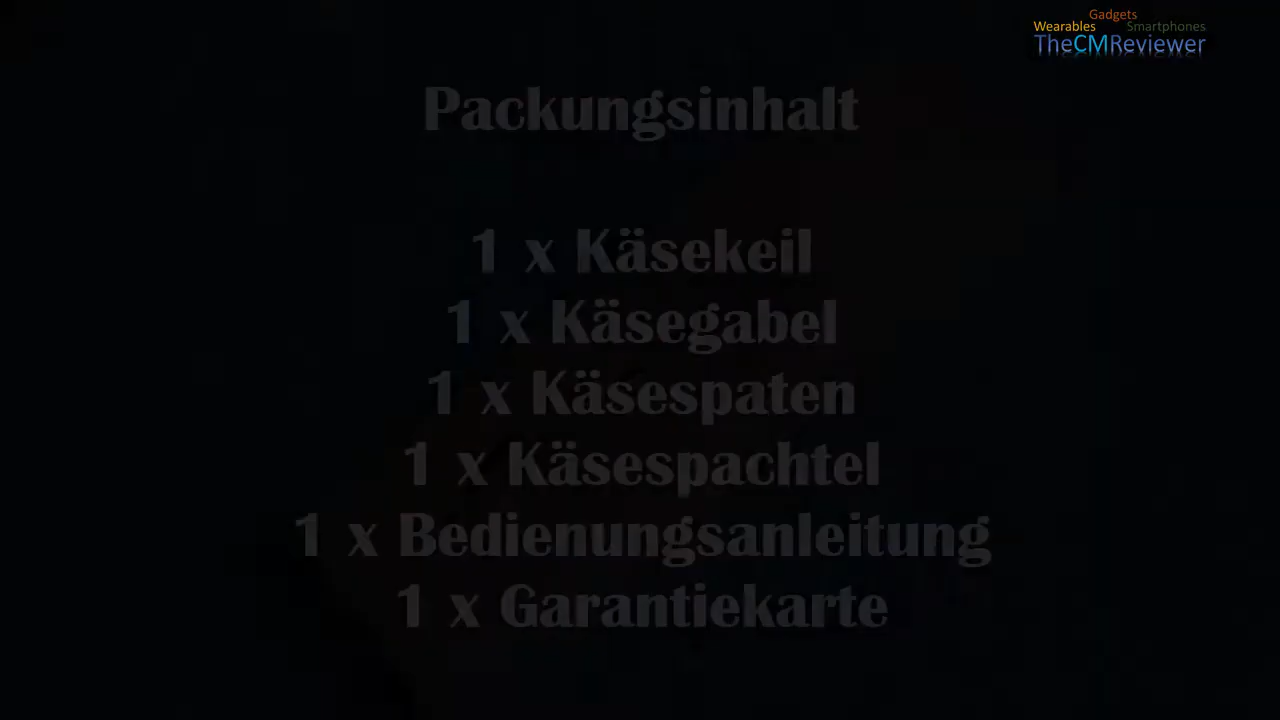 Gadgets
Wearables Smartphones
TheCMReviewer
Packungsinhalt
1 x Käsekeil
1 x Käsegabel
1 x Käsespaten
1 x Käsespachtel
1 x Bedienungsanleitung
1 x Garantiekarte